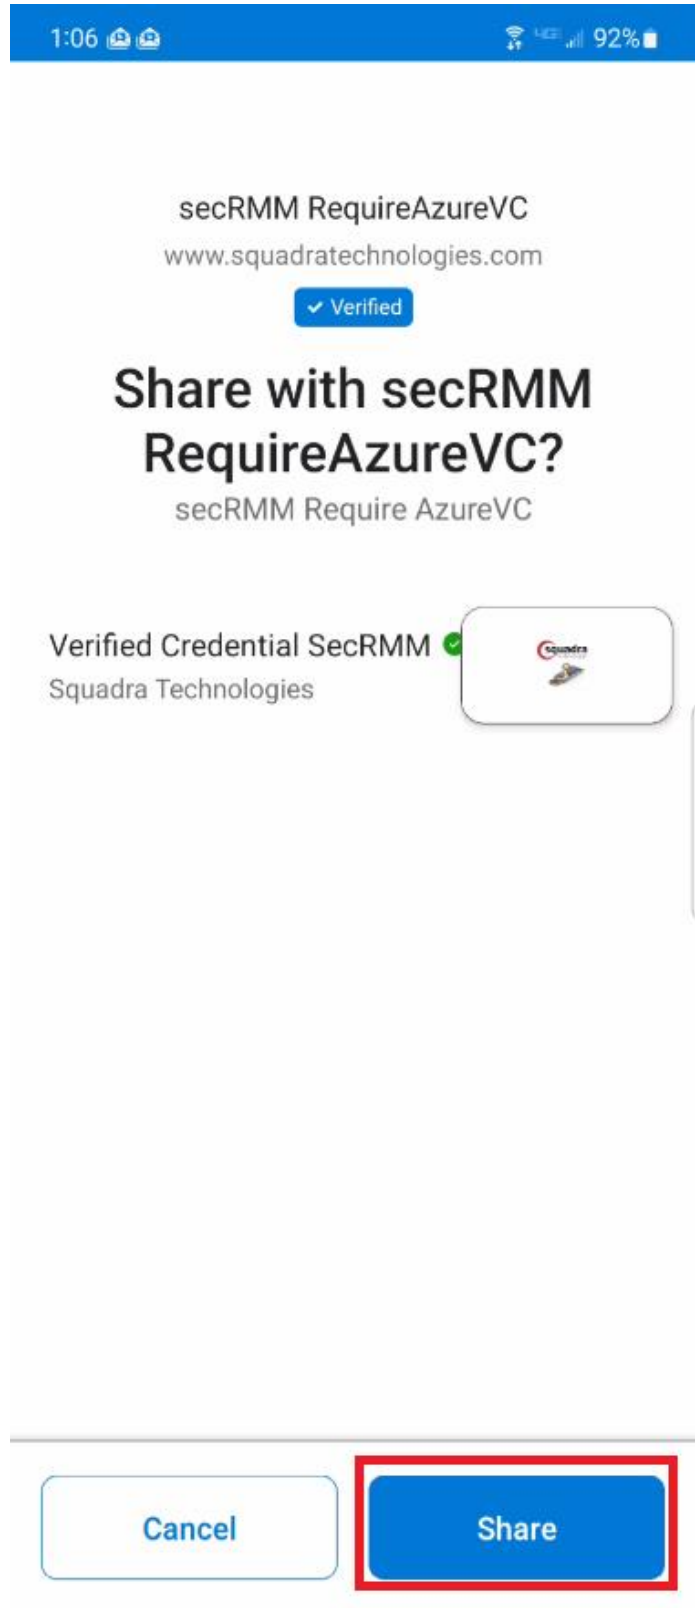 1:06 92%
secRMM RequireAzureVC
www.squadratechnologies.com
Verified
Share with secRMM
RequireAzureVC?
secRMM Require AzureVC
Verified Credential SecRMM
Squadra Technologies
squadra
Cancel
Share